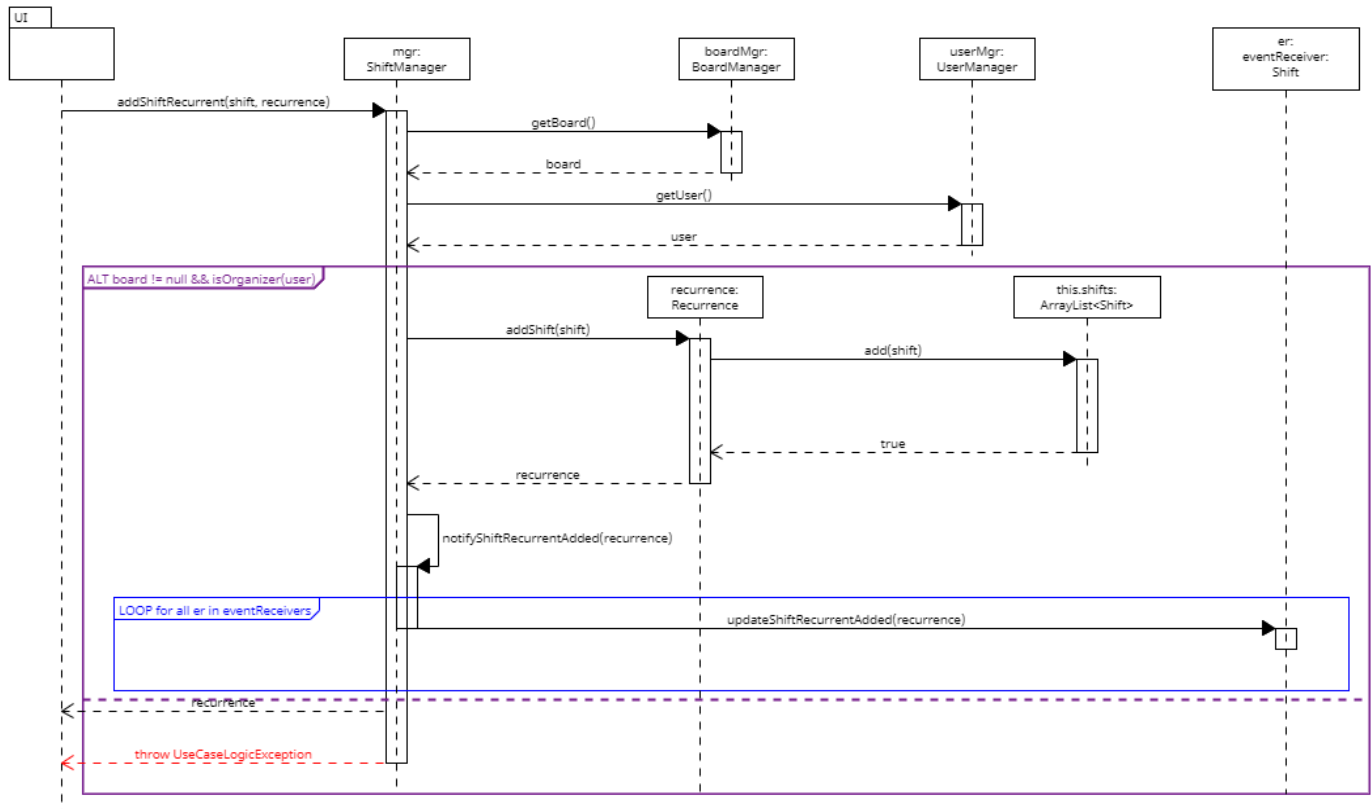 UI
mgr:
ShiftManager
boardMgr:
BoardManager
userMgr:
UserManager
er:
eventReceiver:
Shift
addShiftRecurrent(shift, recurrence)
getBoard()
board
getUser()
user
ALT board != null && isOrganizer(user)
recurrence:
Recurrence
this.shifts:
ArrayList<Shift>
addShift(shift)
add(shift)
true
recurrence
notifyShiftRecurrentAdded(recurrence)
LOOP for all er in eventReceivers
updateShiftRecurrentAdded(recurrence)
recurrence
throw UseCaseLogicException